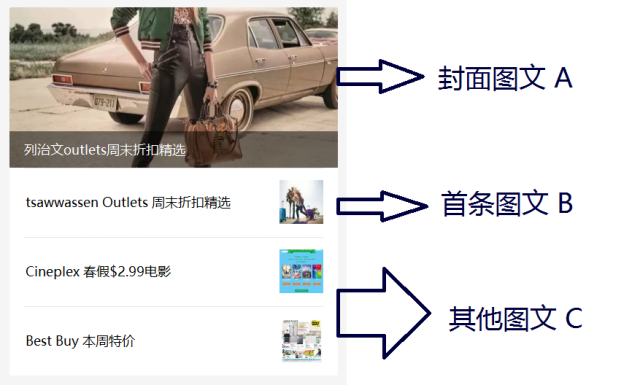 封面图文 A
列治文outlets周末折扣精选
tsawwassen Outlets 周末折扣精选
首条图文 B
Cineplex 春假$2.99电影
其他图文 C
Best Buy 本周特价